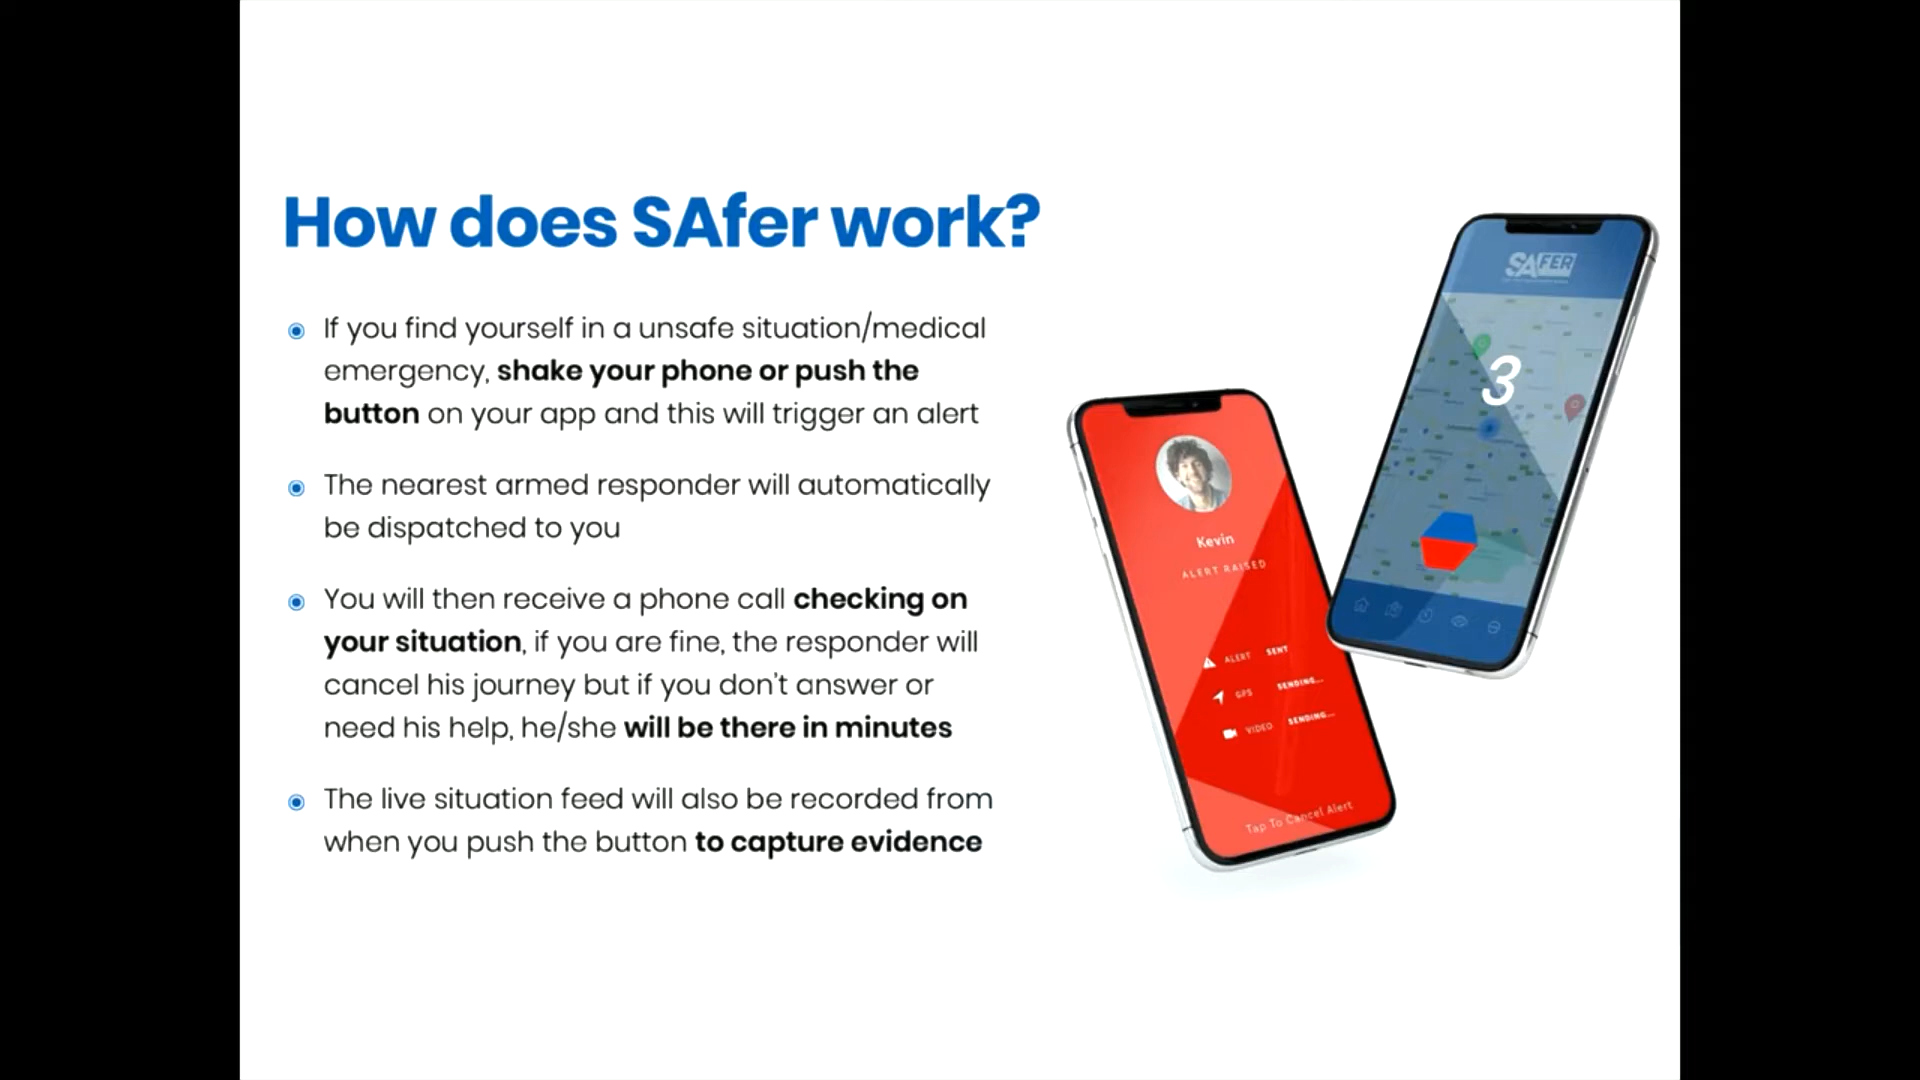 How does SAfer work?
If you find yourself in a unsafe situation/medical
emergency, shake your phone or push the
button on your app and this will trigger an alert
The nearest armed responder will automatically
be dispatched to you
You will then receive a phone call checking on
your situation, if you are fine, the responder will
cancel his journey but if you don't answer or
need his help, he/she will be there in minutes
The live situation feed will also be recorded from
when you push the button to capture evidence
Kevin
ALERT RAISED
ALERT SENT
GPS SENDING...
VIDEO SENDING...
Tap To Cancel Alert
SAFER
3